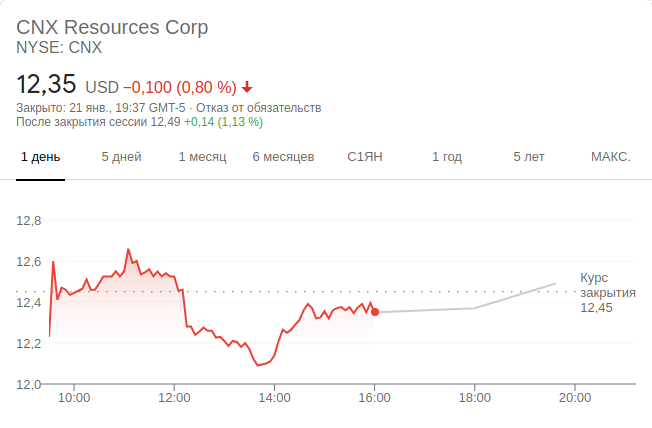 CNX Resources Corp
NYSE: CNX
12,35 USD −0,100 (0,80 %)
Закрыто: 21 янв., 19:37 GMT-5 · Отказ от обязательств
После закрытия сессии 12,49 +0,14 (1,13 %)
1 день 5 дней 1 месяц 6 месяцев С1ЯН 1 год 5 лет МАКС.
12,8
12,6
Курс
закрытия
12,45
12,4
12,2
12,0
10:00 12:00 14:00 16:00 18:00 20:00